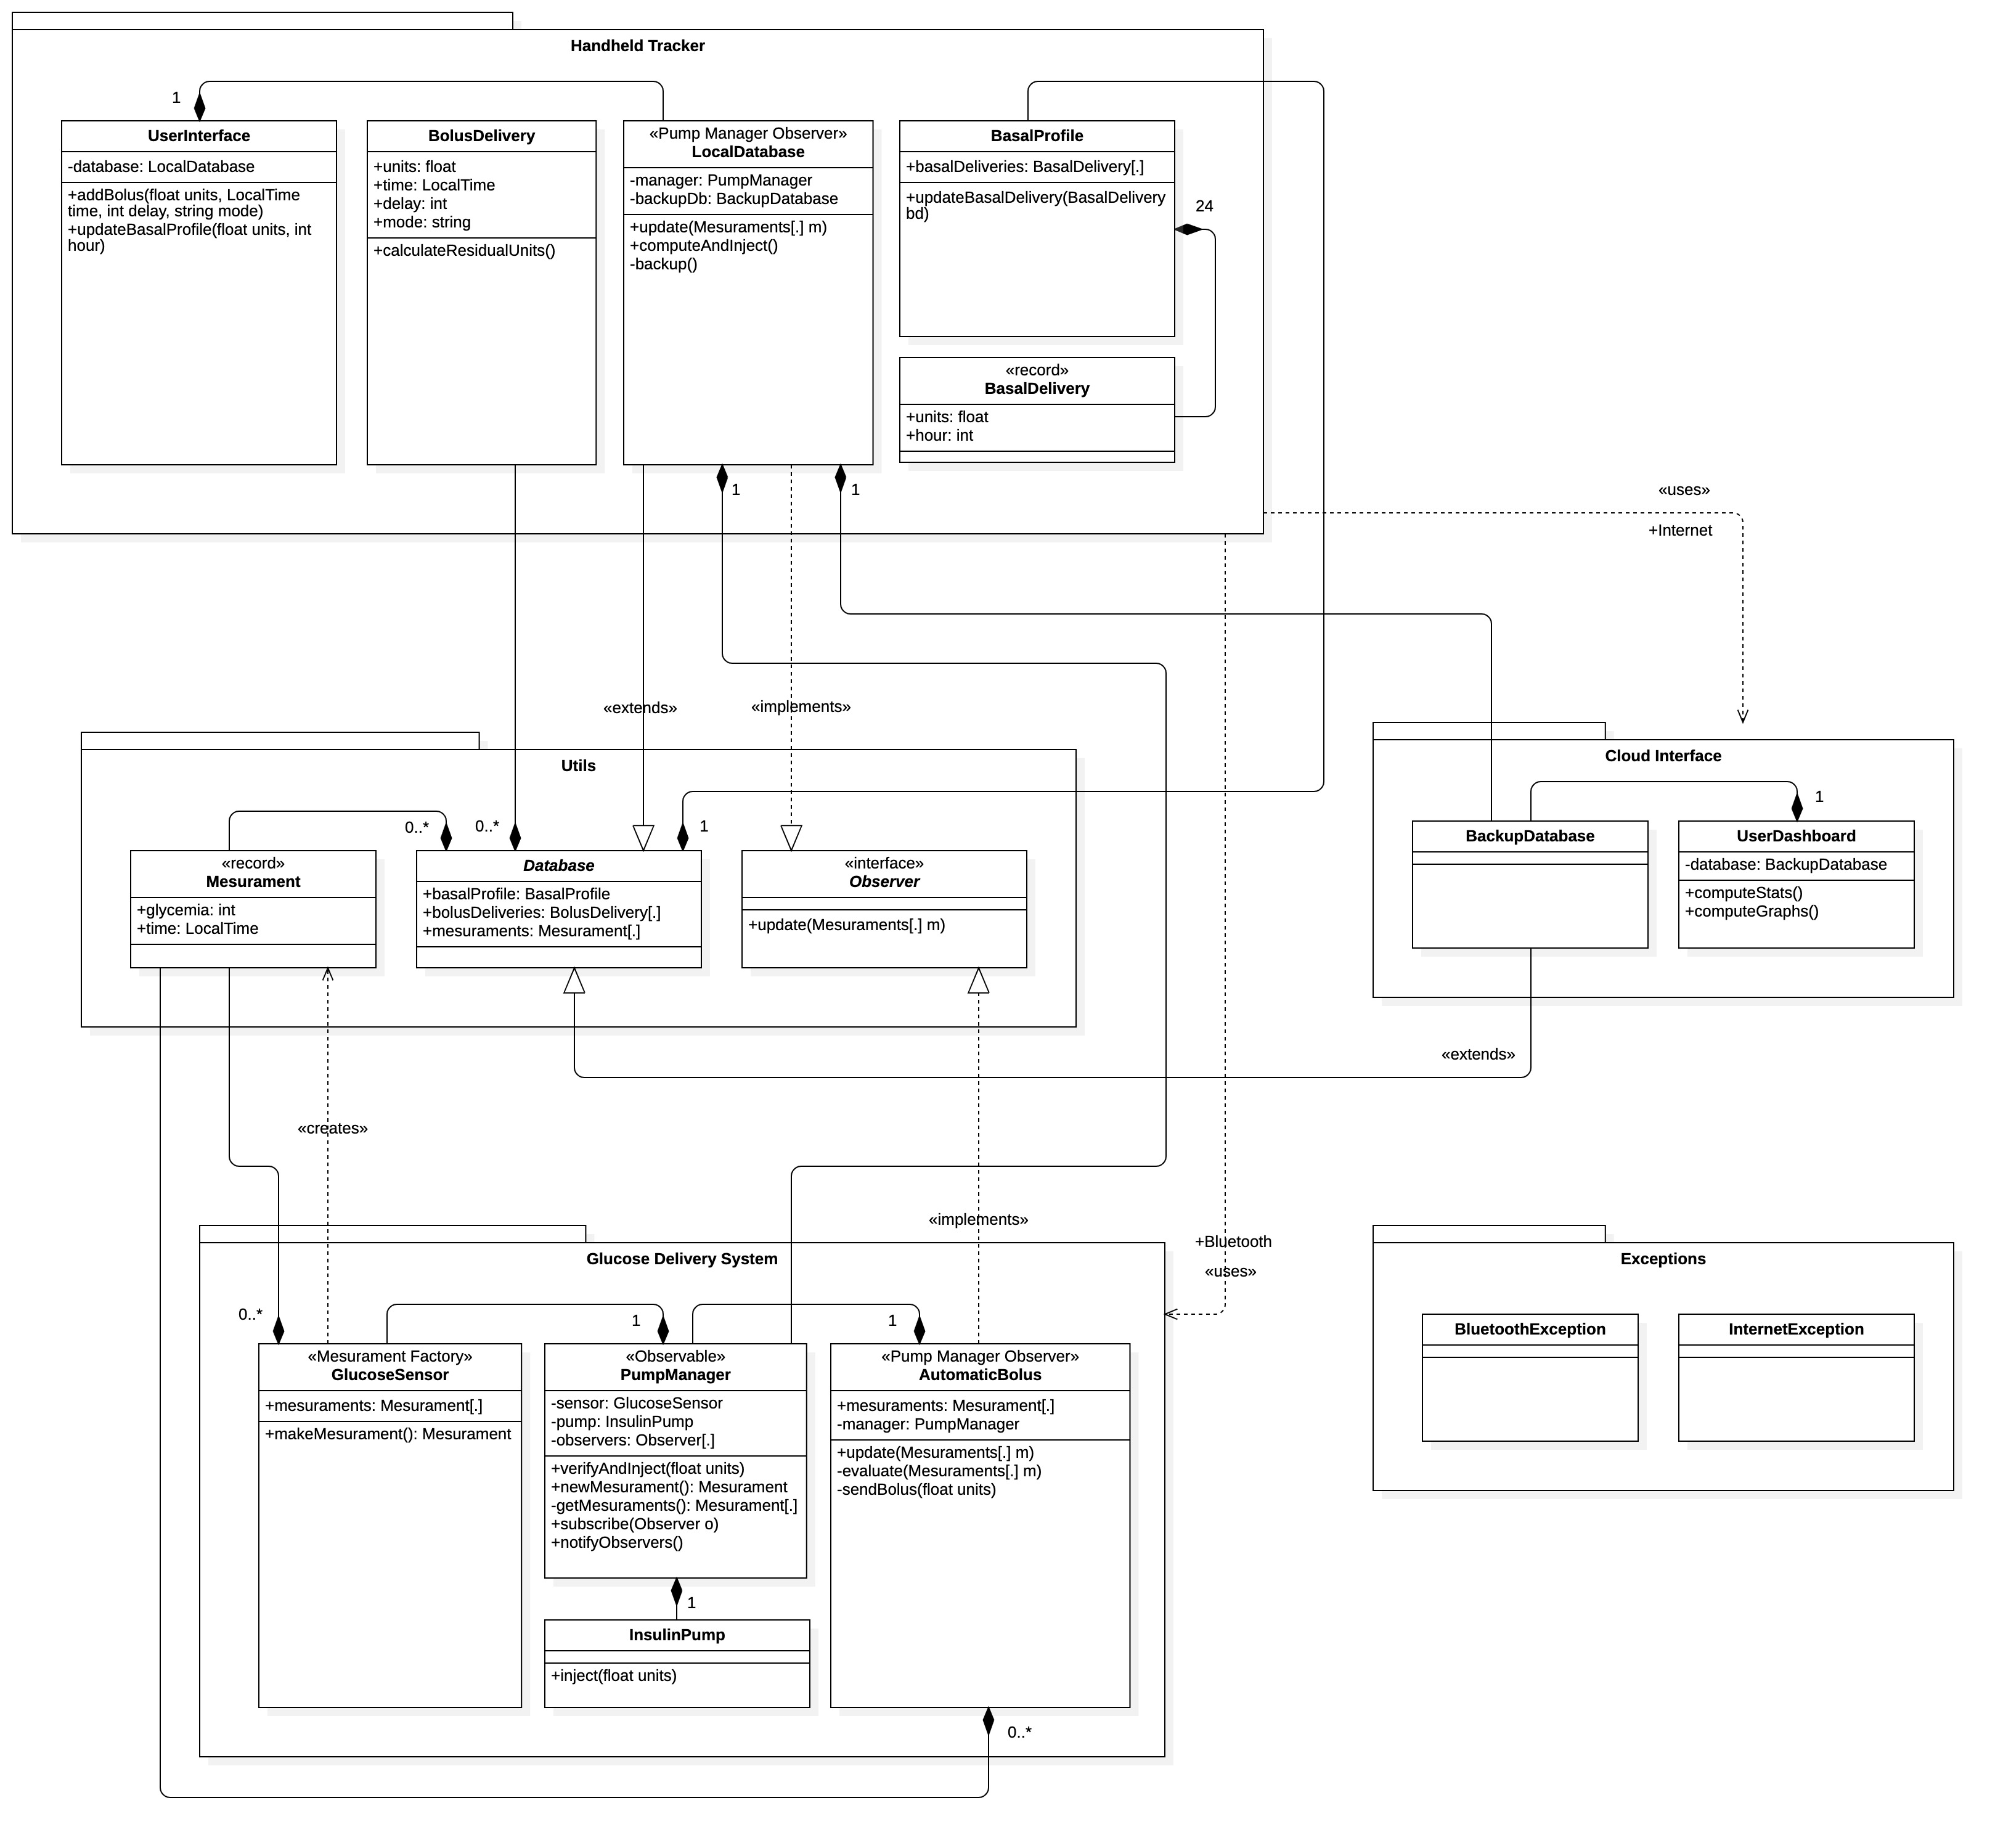 Handheld Tracker
1
UserInterface
-database: LocalDatabase
+addBolus(float units, LocalTime
time, int delay, string mode)
+updateBasalProfile(float units, int
hour)
BolusDelivery
+units: float
+time: LocalTime
+delay: int
+mode: string
+calculateResidualUnits()
«Pump Manager Observer»
LocalDatabase
-manager: PumpManager
-backupDb: BackupDatabase
+update(Mesuraments[.] m)
+computeAndInject()
-backup()
BasalProfile
+basalDeliveries: BasalDelivery[.]
+updateBasalDelivery(BasalDelivery
bd)
24
«record»
BasalDelivery
+units: float
+hour: int
1
1
«uses»
+Internet
«extends»
«implements»
Utils
0..*
0..*
1
«record»
Mesurament
+glycemia: int
+time: LocalTime
Database
+basalProfile: BasalProfile
+bolusDeliveries: BolusDelivery[.]
+mesuraments: Mesurament[.]
«interface»
Observer
+update(Mesuraments[.] m)
Cloud Interface
1
BackupDatabase
UserDashboard
-database: BackupDatabase
+computeStats()
+computeGraphs()
«extends»
«creates»
«implements»
+Bluetooth
«uses»
Glucose Delivery System
0..*
1
1
«Mesurament Factory»
GlucoseSensor
+mesuraments: Mesurament[.]
+makeMesurament(): Mesurament
«Observable»
PumpManager
-sensor: GlucoseSensor
-pump: InsulinPump
-observers: Observer[.]
+verifyAndInject(float units)
+newMesurament(): Mesurament
-getMesuraments(): Mesurament[.]
+subscribe(Observer o)
+notifyObservers()
1
InsulinPump
+inject(float units)
«Pump Manager Observer»
AutomaticBolus
+mesuraments: Mesurament[.]
-manager: PumpManager
+update(Mesuraments[.] m)
-evaluate(Mesuraments[.] m)
-sendBolus(float units)
0..*
Exceptions
BluetoothException
InternetException